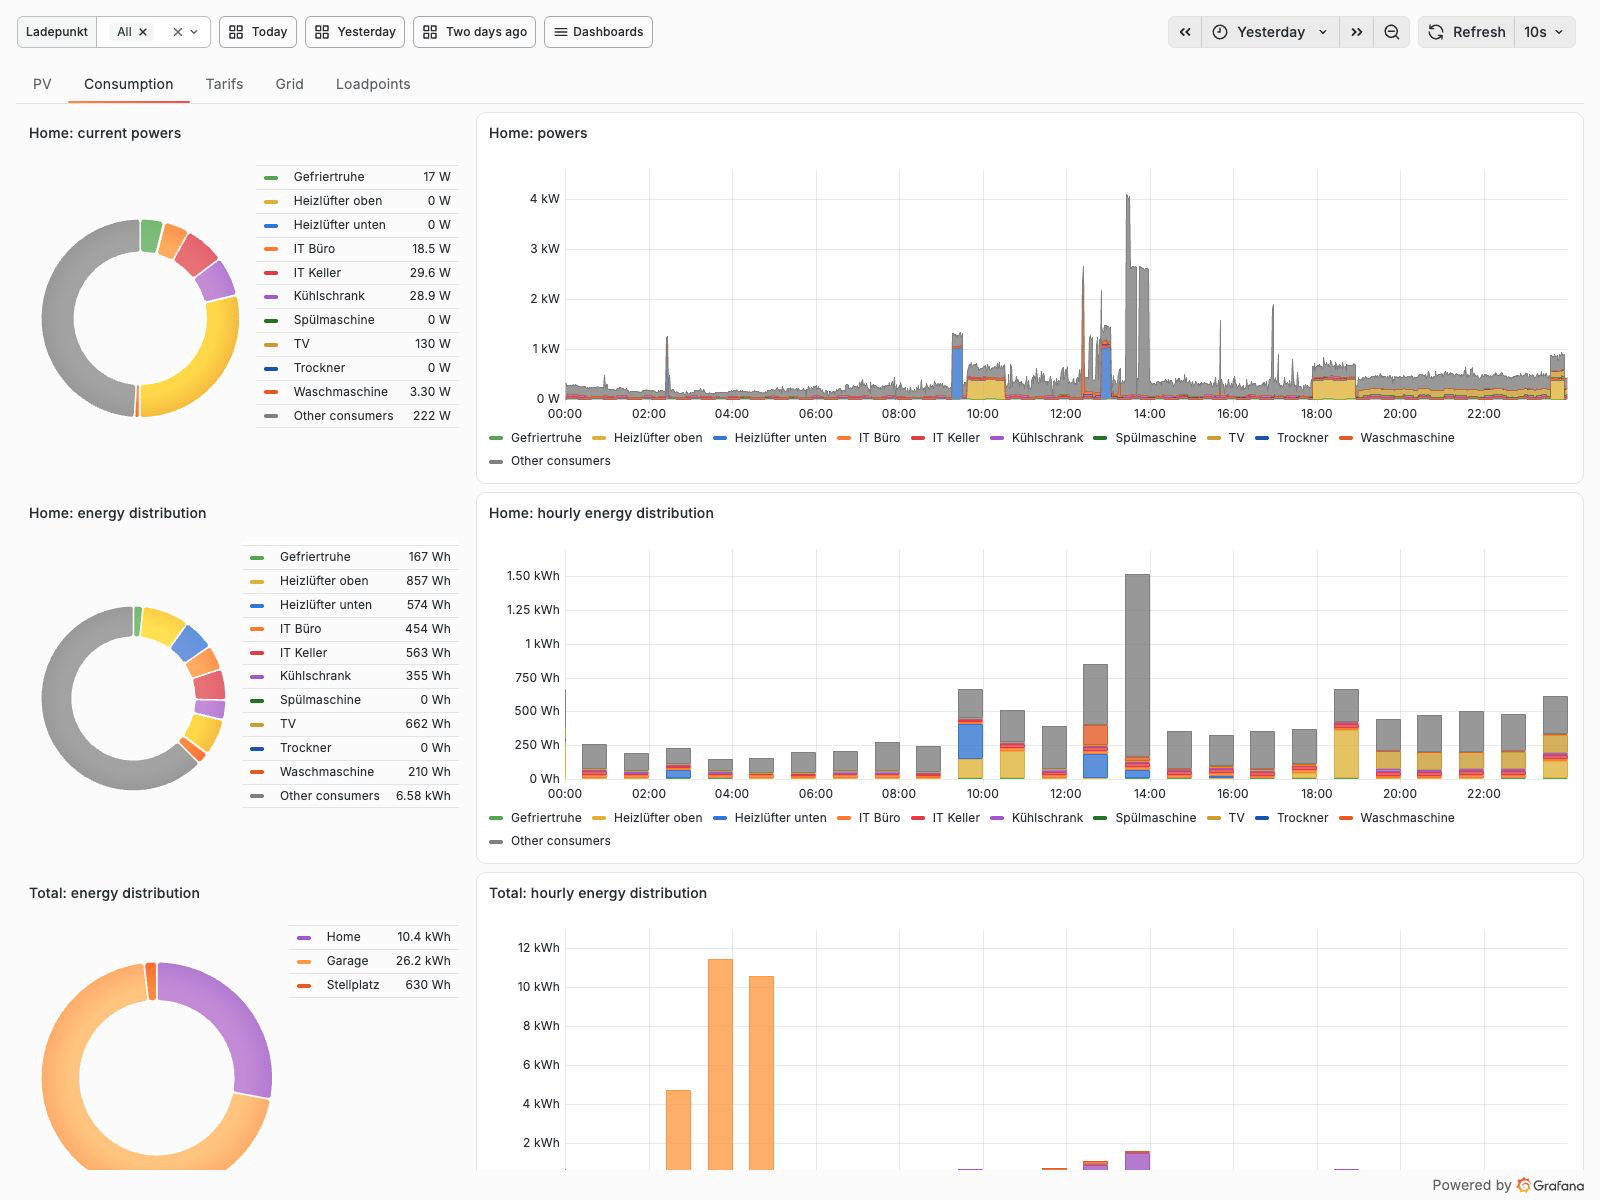 Ladepunkt All Today Yesterday Two days ago Dashboards Yesterday Refresh 10s
PV Consumption Tarifs Grid Loadpoints
Home: current powers
Gefriertruhe 17 W
Heizlüfter oben 0 W
Heizlüfter unten 0 W
IT Büro 18.5 W
IT Keller 29.6 W
Kühlschrank 28.9 W
Spülmaschine 0 W
TV 130 W
Trockner 0 W
Waschmaschine 3.30 W
Other consumers 222 W
Home: powers
4 kW
3 kW
2 kW
1 kW
0 W
00:00 02:00 04:00 06:00 08:00 10:00 12:00 14:00 16:00 18:00 20:00 22:00
Gefriertruhe Heizlüfter oben Heizlüfter unten IT Büro IT Keller Kühlschrank Spülmaschine TV Trockner Waschmaschine
Other consumers
Home: energy distribution
Gefriertruhe 167 Wh
Heizlüfter oben 857 Wh
Heizlüfter unten 574 Wh
IT Büro 454 Wh
IT Keller 563 Wh
Kühlschrank 355 Wh
Spülmaschine 0 Wh
TV 662 Wh
Trockner 0 Wh
Waschmaschine 210 Wh
Other consumers 6.58 kWh
Home: hourly energy distribution
1.50 kWh
1.25 kWh
1 kWh
750 Wh
500 Wh
250 Wh
0 Wh
00:00 02:00 04:00 06:00 08:00 10:00 12:00 14:00 16:00 18:00 20:00 22:00
Gefriertruhe Heizlüfter oben Heizlüfter unten IT Büro IT Keller Kühlschrank Spülmaschine TV Trockner Waschmaschine
Other consumers
Total: energy distribution
Home 10.4 kWh
Garage 26.2 kWh
Stellplatz 630 Wh
Total: hourly energy distribution
12 kWh
10 kWh
8 kWh
6 kWh
4 kWh
2 kWh
Powered by Grafana